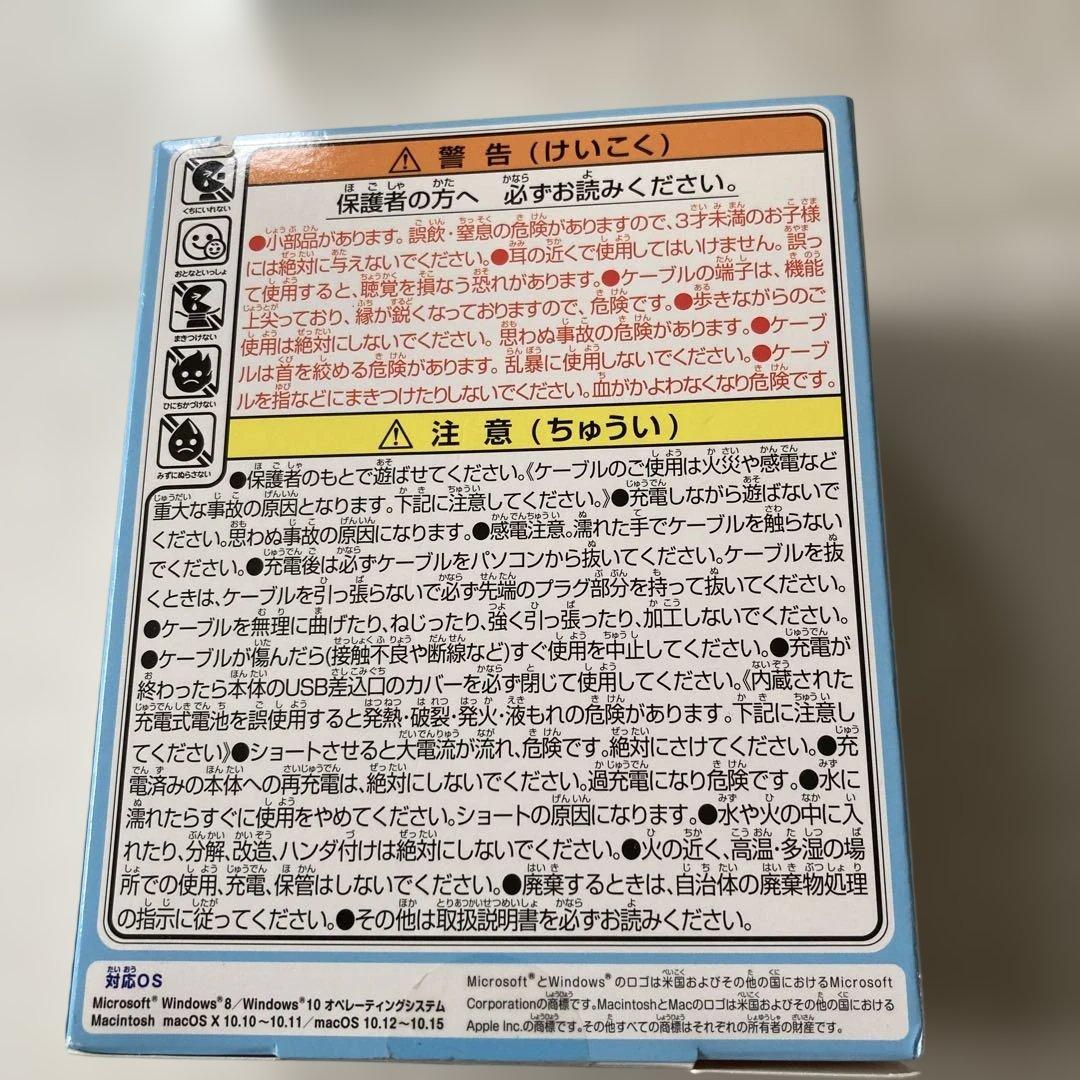 くちにいれない
おとなといっしょ
まきつけない
ひにちかづけない
みずにぬらさない
⚠警告(けいこく)
保護者の方へ 必ずお読みください。
●小部品があります。誤飲・窒息の危険がありますので、3才未満のお子様
には絶対に与えないでください。●耳の近くで使用してはいけません。誤っ
て使用すると、聴覚を損なう恐れがあります。●ケーブルの端子は、機能
上尖っており、縁が鋭くなっておりますので、危険です。●歩きながらのご
使用は絶対にしないでください。思わぬ事故の危険があります。●ケーブ
ルは首を絞める危険があります。乱暴に使用しないでください。●ケーブ
ルを指などにまきつけたりしないでください。血がかよわなくなり危険です。
⚠注意(ちゅうい)
●保護者のもとで遊ばせてください。《ケーブルのご使用は火災や感電など
重大な事故の原因となります。下記に注意してください。》●充電しながら遊ばないで
ください。思わぬ事故の原因になります。●感電注意。濡れた手でケーブルを触らない
でください。●充電後は必ずケーブルをパソコンから抜いてください。ケーブルを抜
くときは、ケーブルを引っ張らないで必ず先端のプラグ部分を持って抜いてください。
●ケーブルを無理に曲げたり、ねじったり、強く引っ張ったり、加工しないでください。
●ケーブルが傷んだら(接触不良や断線など)すぐ使用を中止してください。●充電が
終わったら本体のUSB差込口のカバーを必ず閉じて使用してください。《内蔵された
充電式電池を誤使用すると発熱・破裂・発火・液もれの危険があります。下記に注意し
てください》●ショートさせると大電流が流れ、危険です。絶対にさけてください。●充
電済みの本体への再充電は、絶対にしないでください。過充電になり危険です。●水に
濡れたらすぐに使用をやめてください。ショートの原因になります。●水や火の中に入
れたり、分解、改造、ハンダ付けは絶対にしないでください。●火の近く、高温・多湿の場
所での使用、充電、保管はしないでください。●廃棄するときは、自治体の廃棄物処理
の指示に従ってください。●その他は取扱説明書を必ずお読みください。
対応OS
Microsoft® Windows®8/Windows®10 オペレーティングシステム
Macintosh macOS X 10.10〜10.11/macOS 10.12〜10.15
Microsoft®とWindows®のロゴは米国およびその他の国におけるMicrosoft
Corporationの商標です。MacintoshとMacのロゴは米国およびその他の国における
Apple Inc.の商標です。その他すべての商標はそれぞれの所有者の財産です。